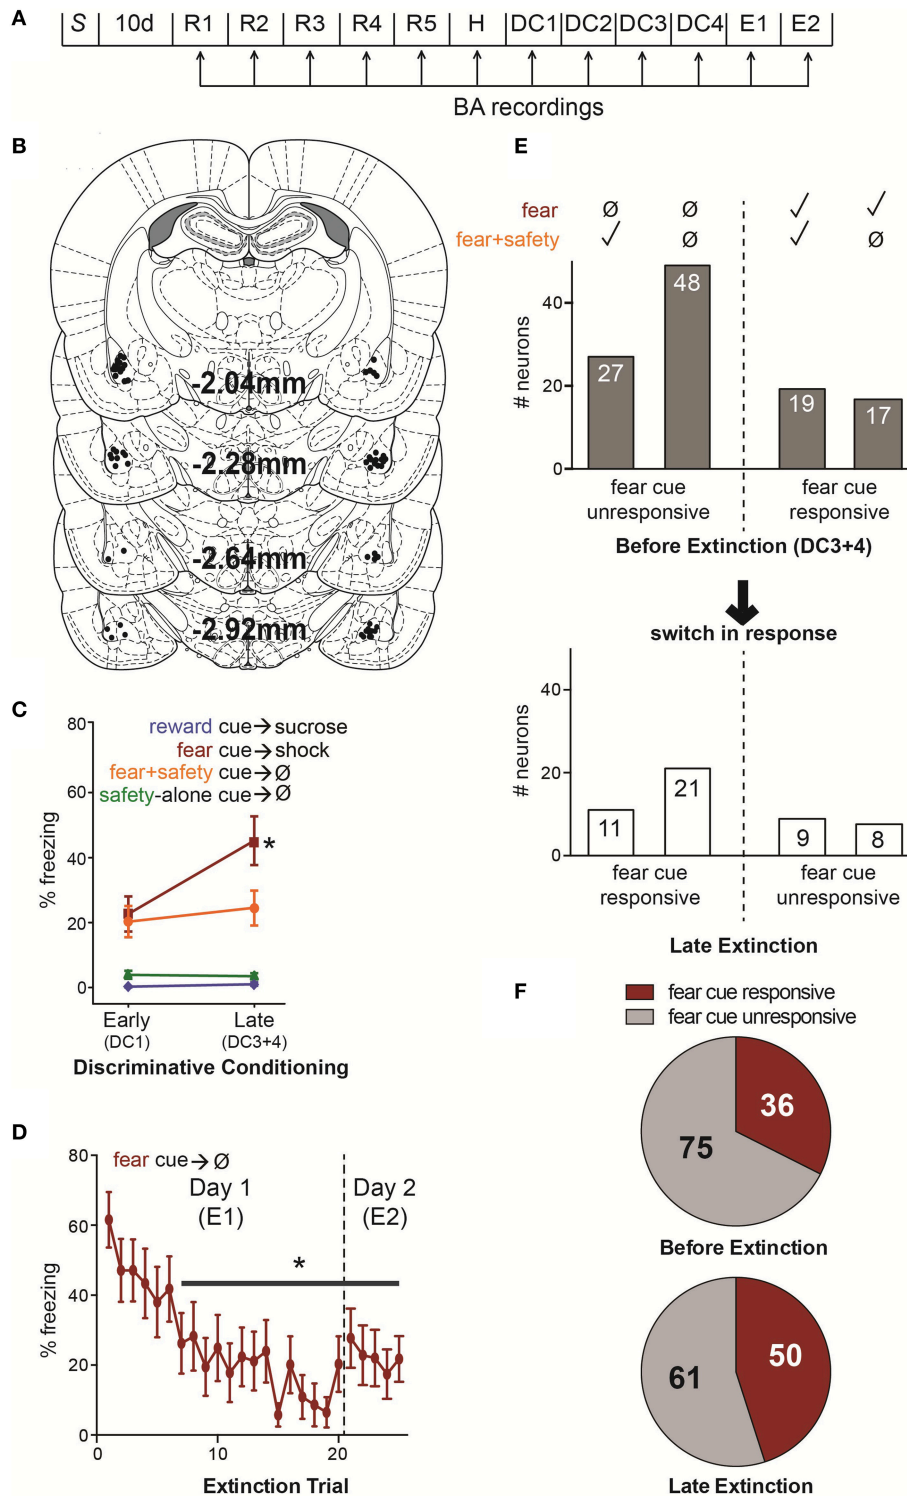 A
S 10d R1 R2 R3 R4 R5 H DC1 DC2 DC3 DC4 E1 E2
BA recordings
B
-2.04mm
-2.28mm
-2.64mm
-2.92mm
C
80
60
40
20
0
% freezing
reward cue→sucrose
fear cue→shock
fear+safety cue→Ø
safety-alone cue→Ø
*
Early
(DC1)
Late
(DC3+4)
Discriminative Conditioning
D
80
60
40
20
0
% freezing
fear cue→Ø
Day 1
(E1)
Day 2
(E2)
*
0 10 20
Extinction Trial
E
fear Ø Ø ✓ ✓
fear+safety ✓ Ø ✓ Ø
40
20
0
# neurons
27 48 19 17
fear cue
unresponsive
fear cue
responsive
Before Extinction (DC3+4)
switch in response
40
20
0
# neurons
11 21 9 8
fear cue
responsive
fear cue
unresponsive
Late Extinction
F
fear cue responsive
fear cue unresponsive
36
75
Before Extinction
50
61
Late Extinction